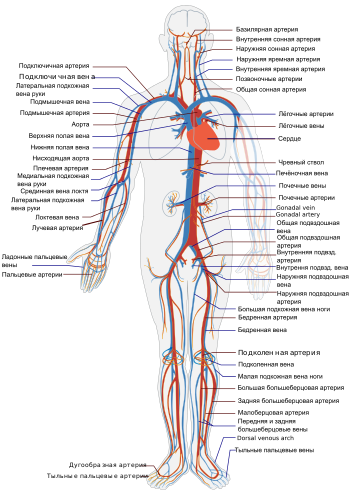 Базилярная артерия
Внутренняя сонная артерия
Наружная сонная артерия
Наружная яремная артерия
Внутренняя яремная артерия
Позвоночные артерии
Общая сонная артерия
Подключичная артерия
Подключичная вена
Латеральная подкожная
вена руки
Подмышечная вена
Подмышечная артерия
Аорта
Верхняя полая вена
Нижняя полая вена
Нисходящая аорта
Плечевая артерия
Медиальная подкожная
вена руки
Срединная вена локтя
Латеральная подкожная
вена руки
Локтевая вена
Лучевая артерия
Ладонные пальцевые
вены
Пальцевые артерии
Лёгочные артерии
Лёгочные вены
Сердце
Чревный ствол
Печёночная вена
Почечные вены
Почечные артерии
Gonadal vein
Gonadal artery
Общая подвздошная
вена
Общая подвздошная
артерия
Внутренняя подвзд.
артерия
Внутрення подвзд. вена
Наружная подвздошная
вена
Наружняя подвздошная
артерия
Большая подкожная вена ноги
Бедренная артерия
Бедренная вена
Подколенная артерия
Подколенная вена
Малая подкожная вена ноги
Большая большеберцовая артерия
Задняя большеберцовая артерия
Малоберцовая артерия
Передняя и задняя
большеберцовые вены
Dorsal venous arch
Тыльные пальцевые вены
Дугообразная артерия
Тыльные пальцевые артерии